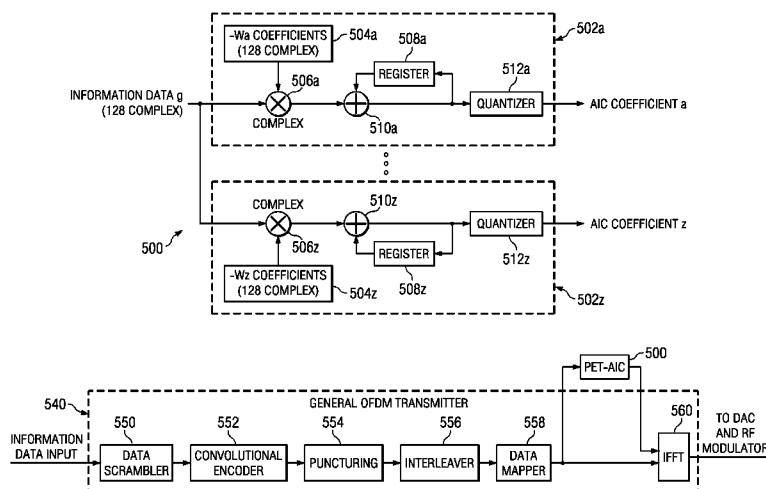 -Wa COEFFICIENTS
(128 COMPLEX)
504a
508a
502a
REGISTER
512a
506a
INFORMATION DATA g
(128 COMPLEX)
QUANTIZER
AIC COEFFICIENT a
COMPLEX
510a
COMPLEX
510z
QUANTIZER
AIC COEFFICIENT z
500
506z
REGISTER
512z
-Wz COEFFICIENTS
(128 COMPLEX)
504z
508z
502z
500
PET-AIC
540
GENERAL OFDM TRANSMITTER
550
552
554
556
558
560
TO DAC
AND RF
MODULATOR
INFORMATION
DATA INPUT
DATA
SCRAMBLER
CONVOLUTIONAL
ENCODER
PUNCTURING
INTERLEAVER
DATA
MAPPER
IFFT